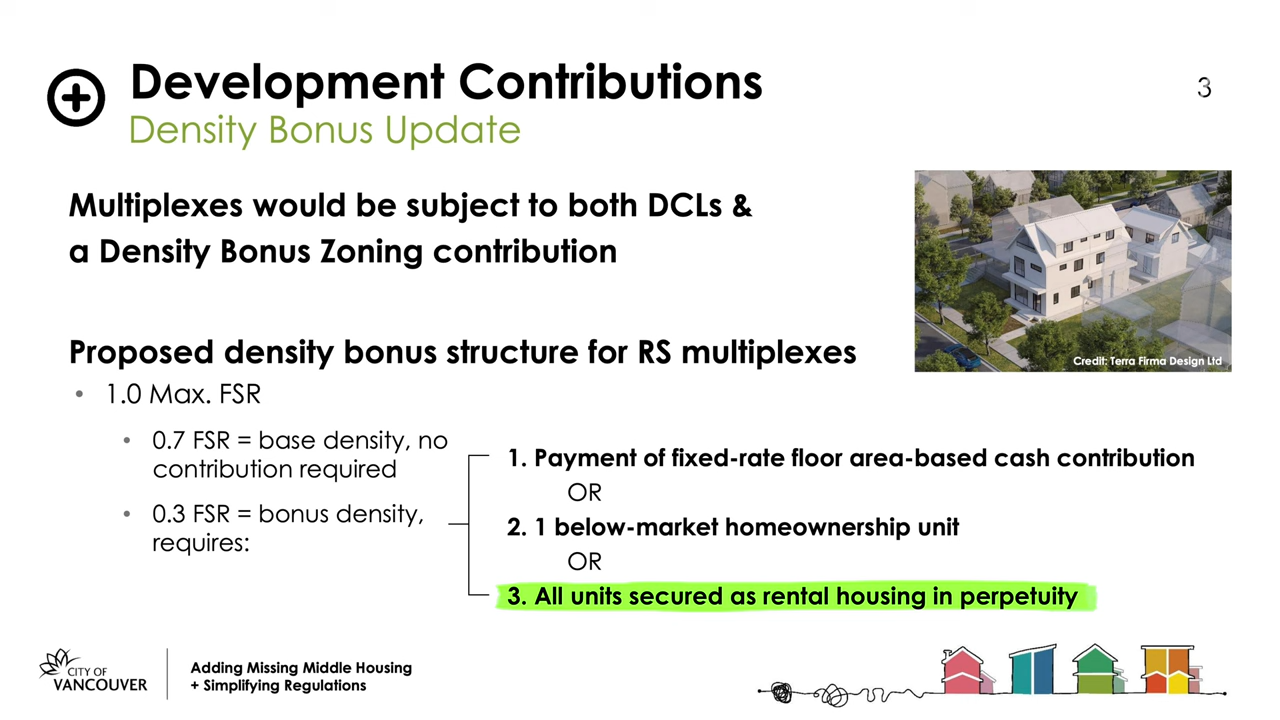 Development Contributions
3
Density Bonus Update
Multiplexes would be subject to both DCLs &
a Density Bonus Zoning contribution
Credit: Terra Firma Design Ltd
Proposed density bonus structure for RS multiplexes
• 1.0 Max. FSR
• 0.7 FSR = base density, no
contribution required
• 0.3 FSR = bonus density,
requires:
1. Payment of fixed-rate floor area-based cash contribution
OR
2. 1 below-market homeownership unit
OR
3. All units secured as rental housing in perpetuity
CITY OF
VANCOUVER
Adding Missing Middle Housing
+ Simplifying Regulations